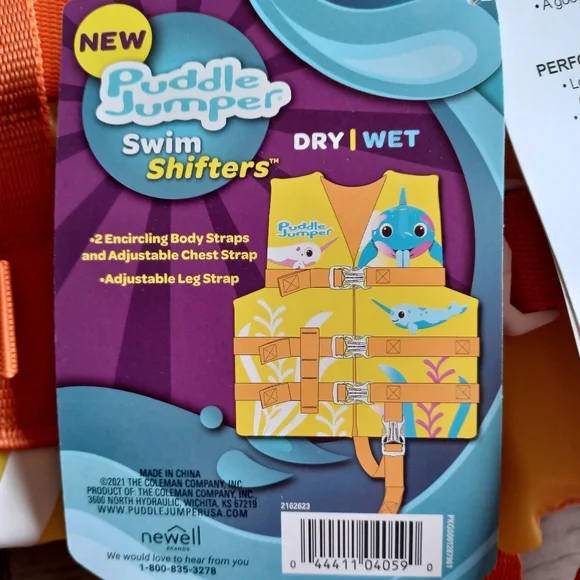 NEW
Puddle
Jumper
Swim
Shifters™
DRY | WET
•2 Encircling Body Straps
and Adjustable Chest Strap
•Adjustable Leg Strap
Puddle
Jumper
MADE IN CHINA
©2021 THE COLEMAN COMPANY, INC.
PRODUCT OF: THE COLEMAN COMPANY, INC.,
3600 NORTH HYDRAULIC, WICHITA, KS 67219
WWW.PUDDLEJUMPERUSA.COM
newell
BRANDS
We would love to hear from you
1-800-835-3278
2162623
0 44411 04059 0